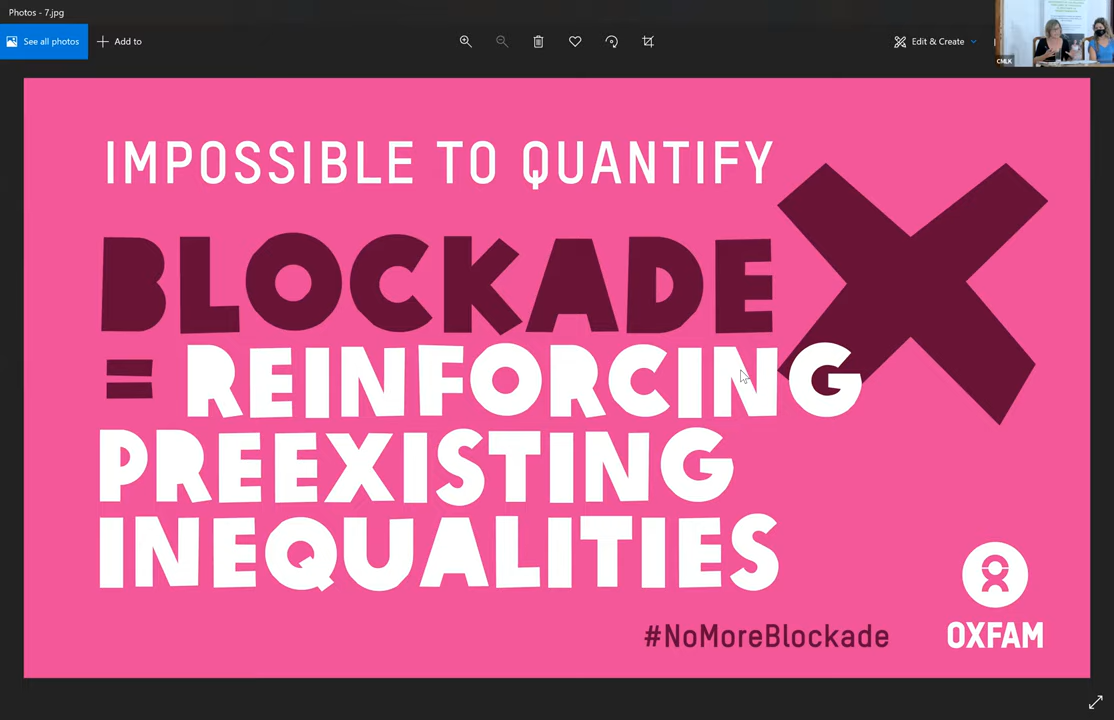 Photos - 7.jpg
See all photos
Add to
Edit & Create
CMLK
IMPOSSIBLE TO QUANTIFY
BLOCKADE
= REINFORCING
PREEXISTING
INEQUALITIES
#NoMoreBlockade
OXFAM